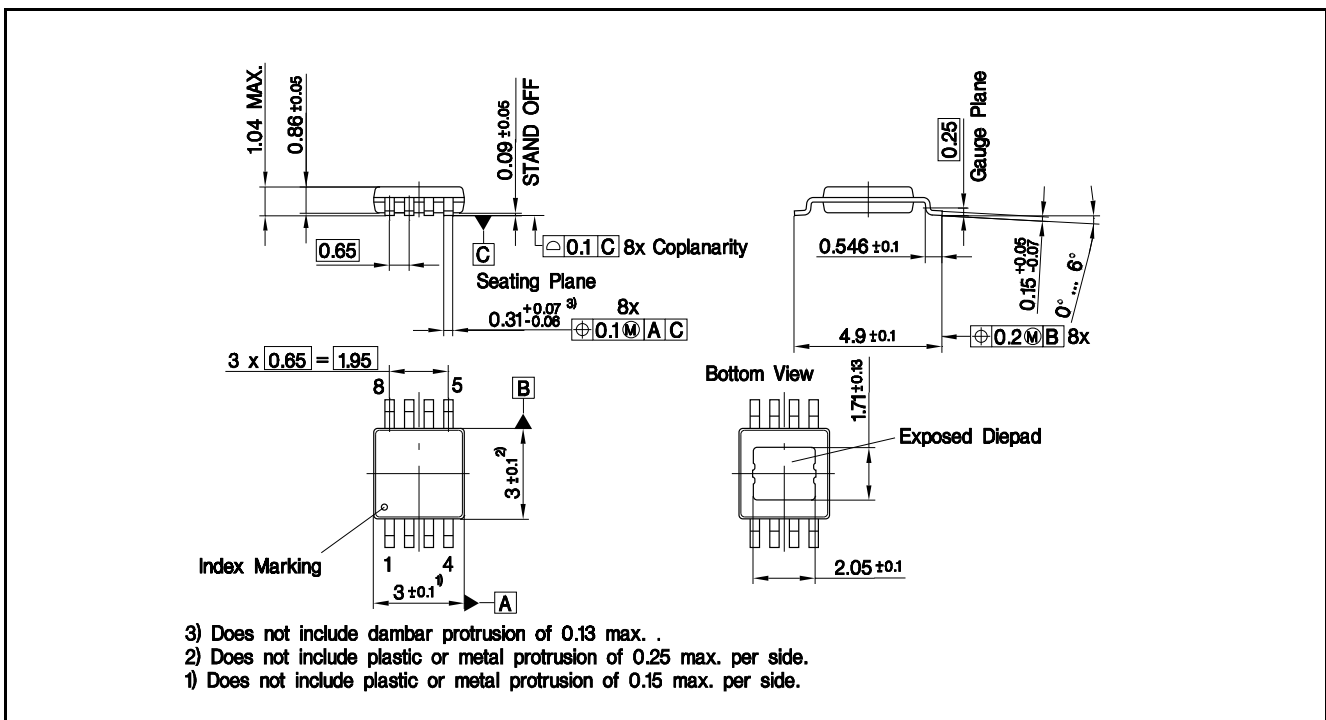 1.04 MAX.
0.86 ±0.05
0.09 ±0.05
STAND OFF
0.65
C
0.1 C 8x Coplanarity
Seating Plane
0.31 +0.07 -0.06 3)
8x
0.1 Ⓜ A C
0.25
Gauge Plane
0.546 ±0.1
0.15 +0.05 -0.07
0° ... 6°
4.9 ±0.1
0.2 Ⓜ B 8x
3 x 0.65 = 1.95
8 5
B
3 ±0.1 2)
Index Marking
1 4
3 ±0.1 1)
A
Bottom View
1.71 ±0.13
Exposed Diepad
2.05 ±0.1
3) Does not include dambar protrusion of 0.13 max. .
2) Does not include plastic or metal protrusion of 0.25 max. per side.
1) Does not include plastic or metal protrusion of 0.15 max. per side.